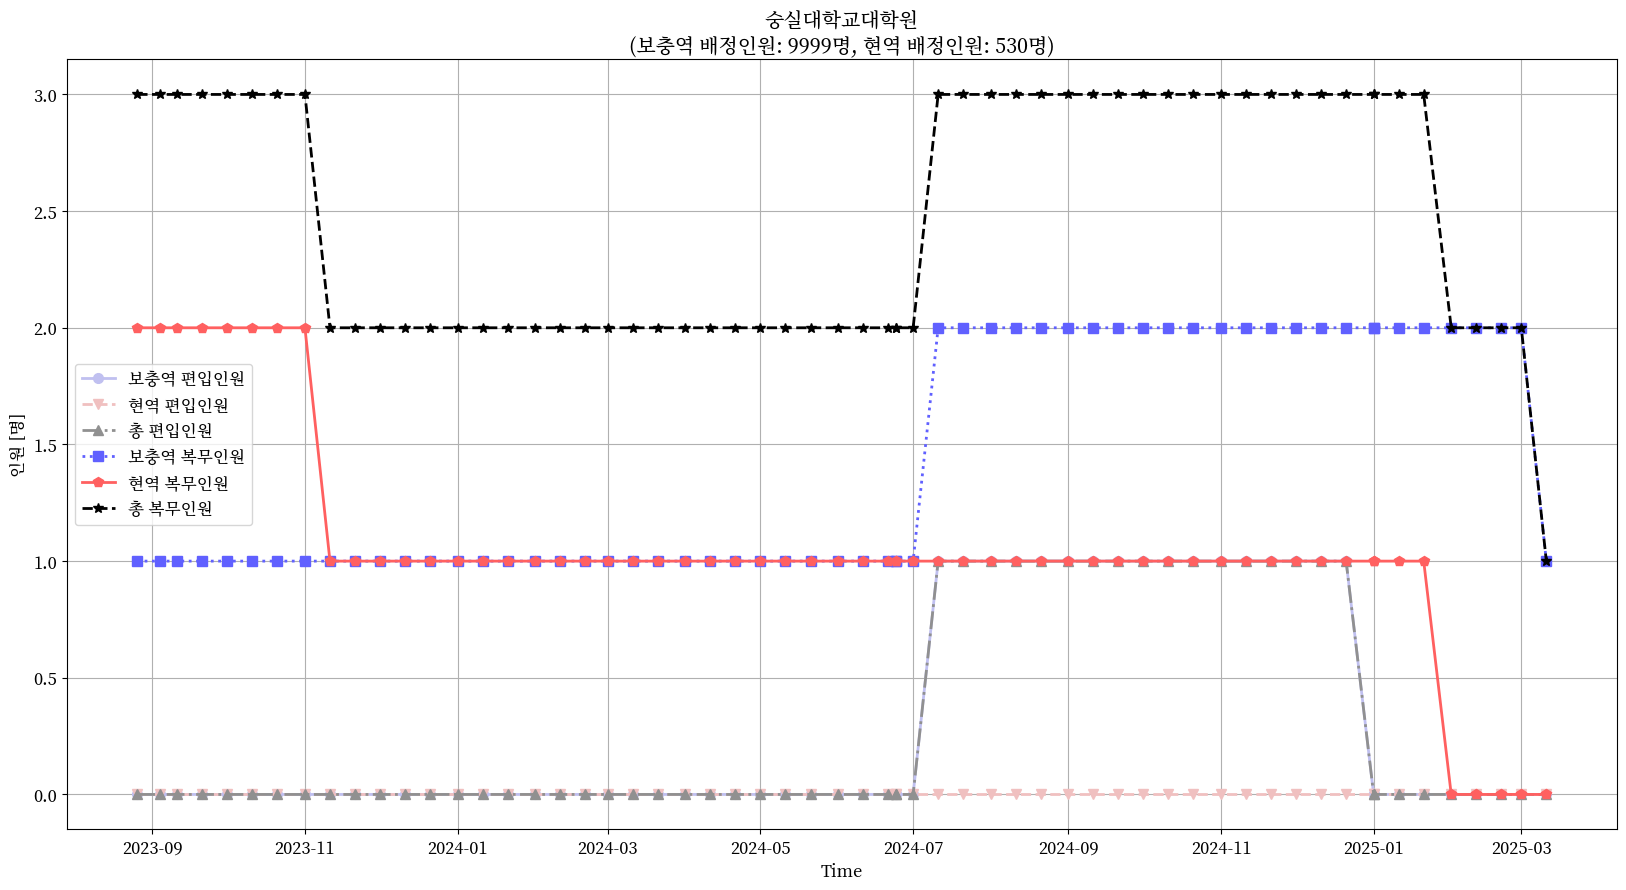 숭실대학교대학원
(보충역 배정인원: 9999명, 현역 배정인원: 530명)
인원 [명]
3.0
2.5
2.0
1.5
1.0
0.5
0.0
보충역 편입인원
현역 편입인원
총 편입인원
보충역 복무인원
현역 복무인원
총 복무인원
2023-09 2023-11 2024-01 2024-03 2024-05 2024-07 2024-09 2024-11 2025-01 2025-03
Time